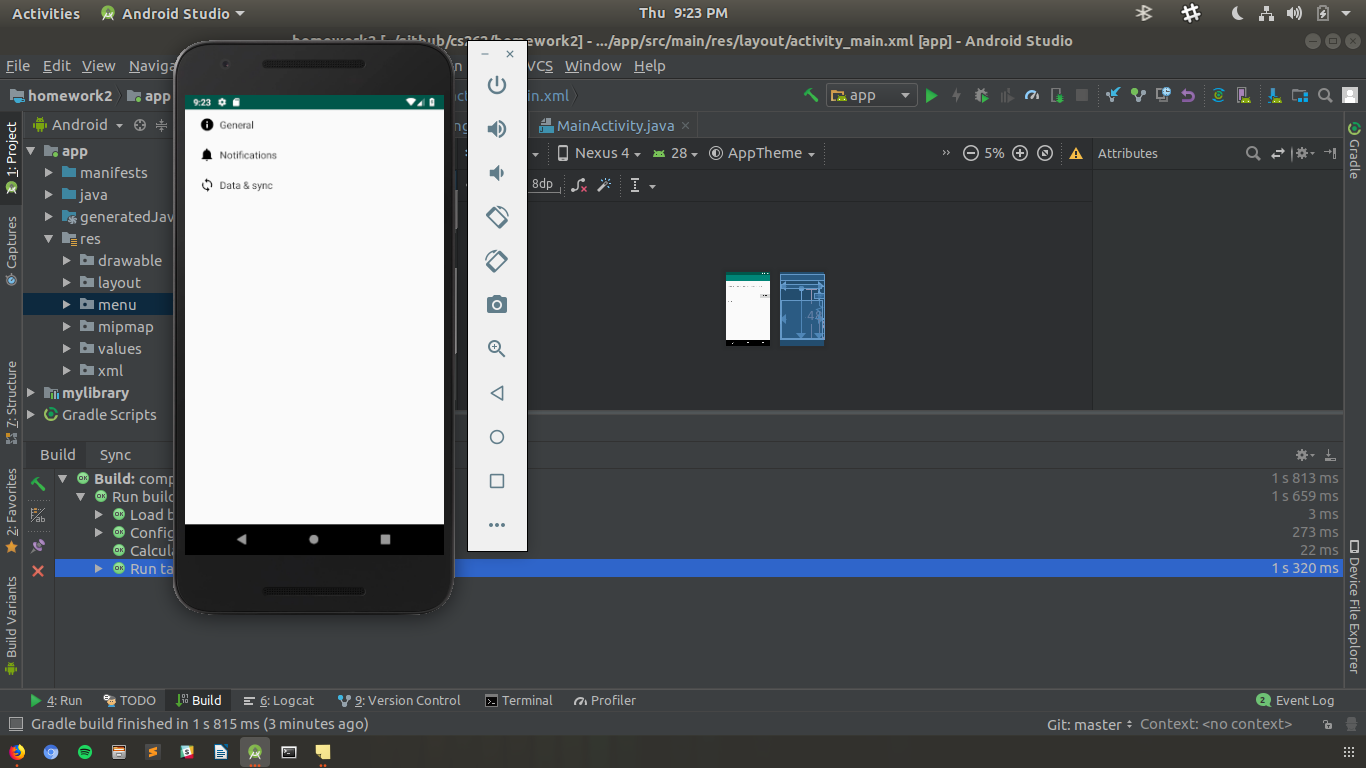 Activities Android Studio Thu 9:23 PM
homework2 [~/github/cs262/homework2] - .../app/src/main/res/layout/activity_main.xml [app] - Android Studio
File Edit View Naviga VCS Window Help
homework2 app in.xml app
1: Project
Android MainActivity.java
Nexus 4 28 AppTheme 5% Attributes
8dp
app
manifests
java
generatedJav
res
drawable
layout
menu
mipmap
values
xml
mylibrary
Gradle Scripts
Captures
7: Structure
2: Favorites
Build Variants
Gradle
Device File Explorer
9:23
General
Notifications
Data & sync
Build Sync
Build: comp 1 s 813 ms
Run build 1 s 659 ms
Load b 3 ms
Config 273 ms
Calcula 22 ms
Run ta 1 s 320 ms
4: Run TODO Build 6: Logcat 9: Version Control Terminal Profiler 2 Event Log
Gradle build finished in 1 s 815 ms (3 minutes ago) Git: master Context: <no context>